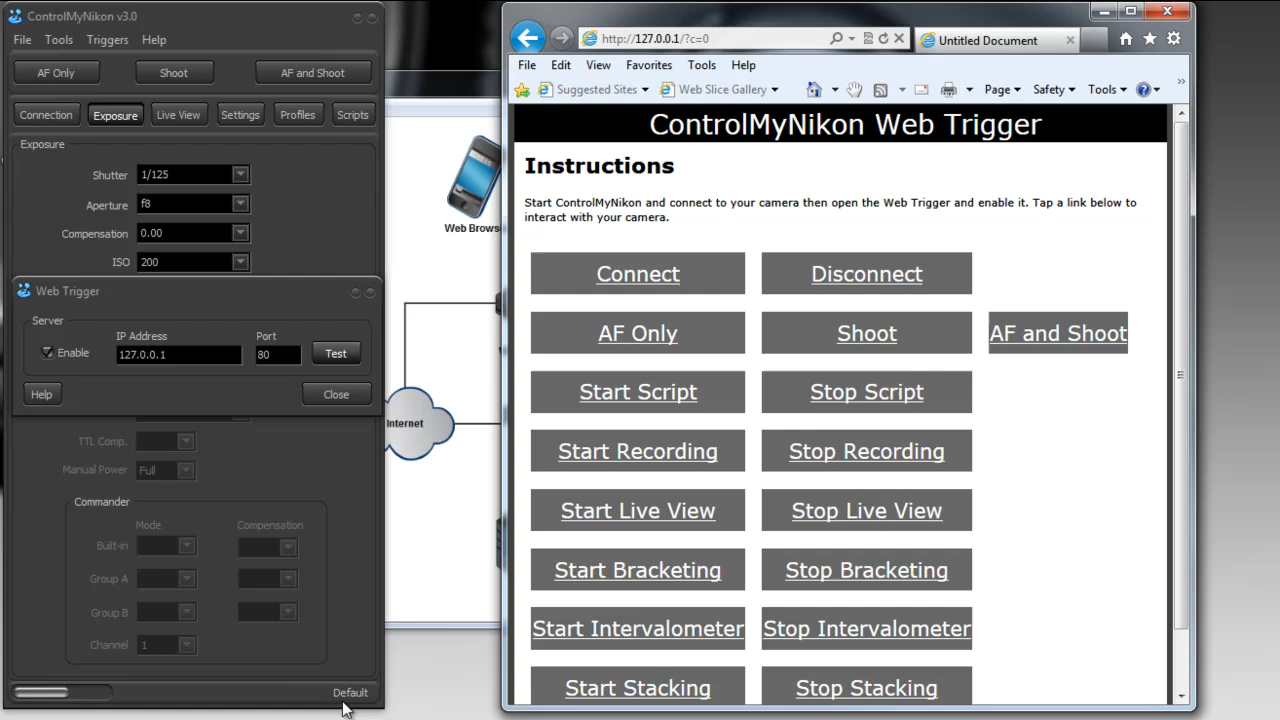 ControlMyNikon v3.0
File Tools Triggers Help
AF Only Shoot AF and Shoot
Connection Exposure Live View Settings Profiles Scripts
Exposure
Shutter 1/125
Aperture f8
Compensation 0.00
ISO 200
Web Trigger
Server
IP Address Port
Enable 127.0.0.1 80 Test
Help Close
TTL Comp.
Manual Power Full
Commander
Mode Compensation
Built-in
Group A
Group B
Channel 1
Default
Internet
http://127.0.0.1/?c=0
Untitled Document
File Edit View Favorites Tools Help
Suggested Sites Web Slice Gallery Page Safety Tools
ControlMyNikon Web Trigger
Instructions
Start ControlMyNikon and connect to your camera then open the Web Trigger and enable it. Tap a link below to
interact with your camera.
Connect Disconnect
AF Only Shoot AF and Shoot
Start Script Stop Script
Start Recording Stop Recording
Start Live View Stop Live View
Start Bracketing Stop Bracketing
Start Intervalometer Stop Intervalometer
Start Stacking Stop Stacking